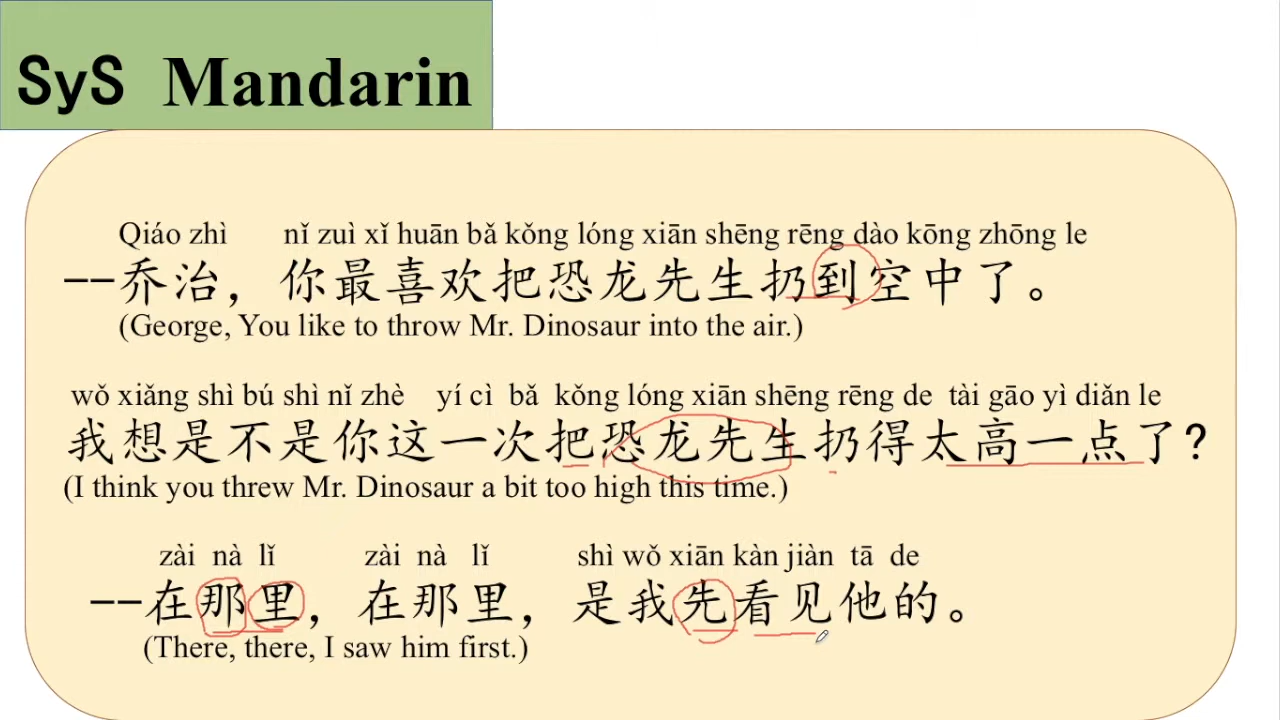 SyS Mandarin
Qiáo zhì nǐ zuì xǐ huān bǎ kǒng lóng xiān shēng rēng dào kōng zhōng le
--乔治，你最喜欢把恐龙先生扔到空中了。
(George, You like to throw Mr. Dinosaur into the air.)
wǒ xiǎng shì bú shì nǐ zhè yí cì bǎ kǒng lóng xiān shēng rēng de tài gāo yì diǎn le
我想是不是你这一次把恐龙先生扔得太高一点了?
(I think you threw Mr. Dinosaur a bit too high this time.)
zài nà lǐ zài nà lǐ shì wǒ xiān kàn jiàn tā de
--在那里，在那里，是我先看见他的。
(There, there, I saw him first.)